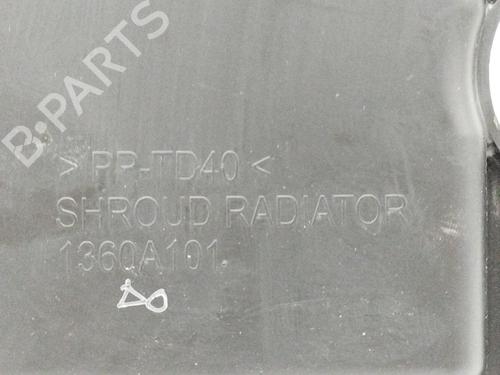 B-PARTS
> PP-TD40 <
SHROUD RADIATOR
1360A101